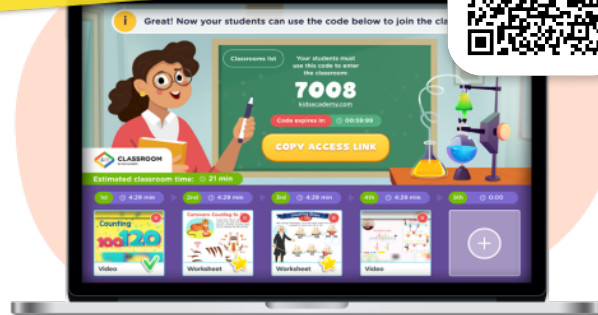 i
Great! Now your students can use the code below to join the cla
Classrooms list
Your students must
use this code to enter
the classroom
7008
kidsacademy.com
Code expires in:
00:59:99
COPY ACCESS LINK
CLASSROOM
Estimated classroom time: 21 min
1st 4:29 min
2nd 4:29 min
3rd 4:29 min
4th 4:29 min
5th 0:00
Counting
100 120
Video
Carnivore Counting
Worksheet
Worksheet
Video